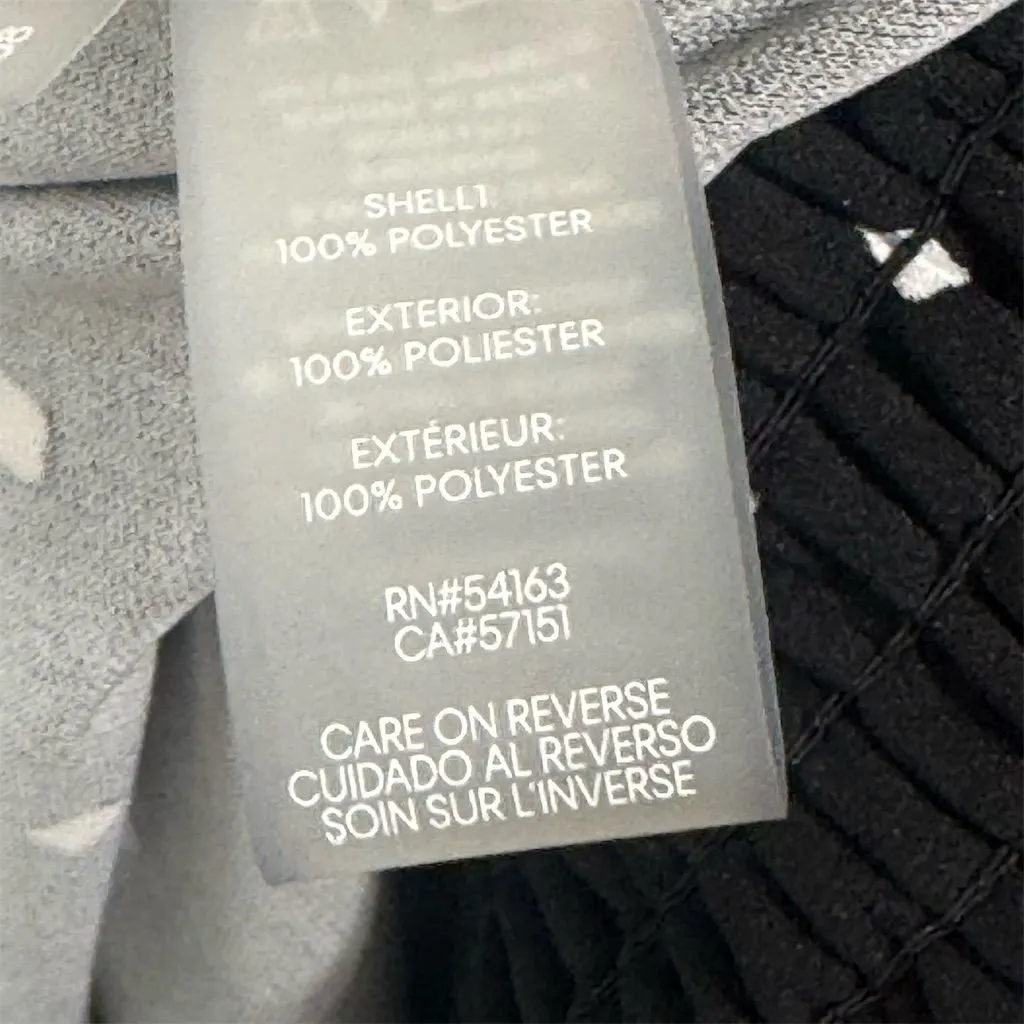 SHELL1
100% POLYESTER
EXTERIOR:
100% POLIESTER
EXTÉRIEUR:
100% POLYESTER
RN#54163
CA#57151
CARE ON REVERSE
CUIDADO AL REVERSO
SOIN SUR L'INVERSE